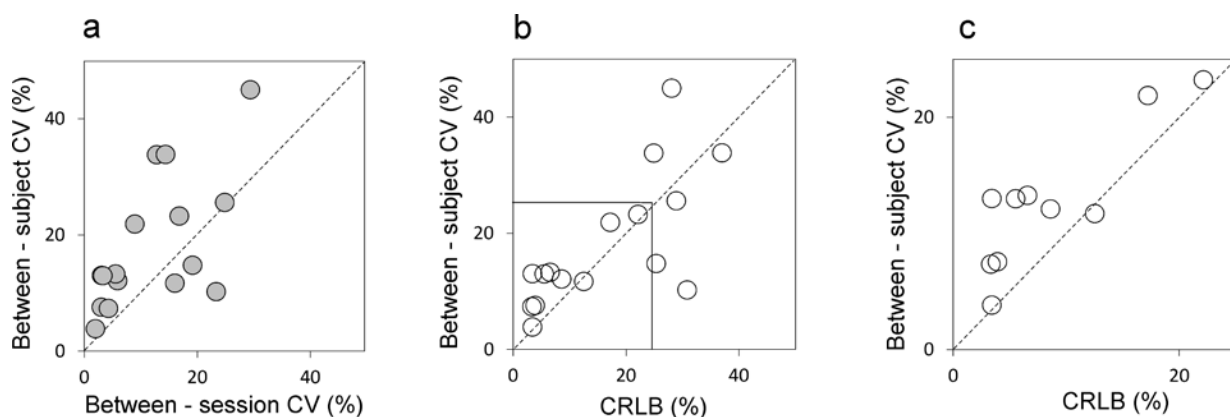 a
Between - subject CV (%)
40
20
0
0 20 40
Between - session CV (%)
b
Between - subject CV (%)
40
20
0
0 20 40
CRLB (%)
c
Between - subject CV (%)
20
0
0 20
CRLB (%)